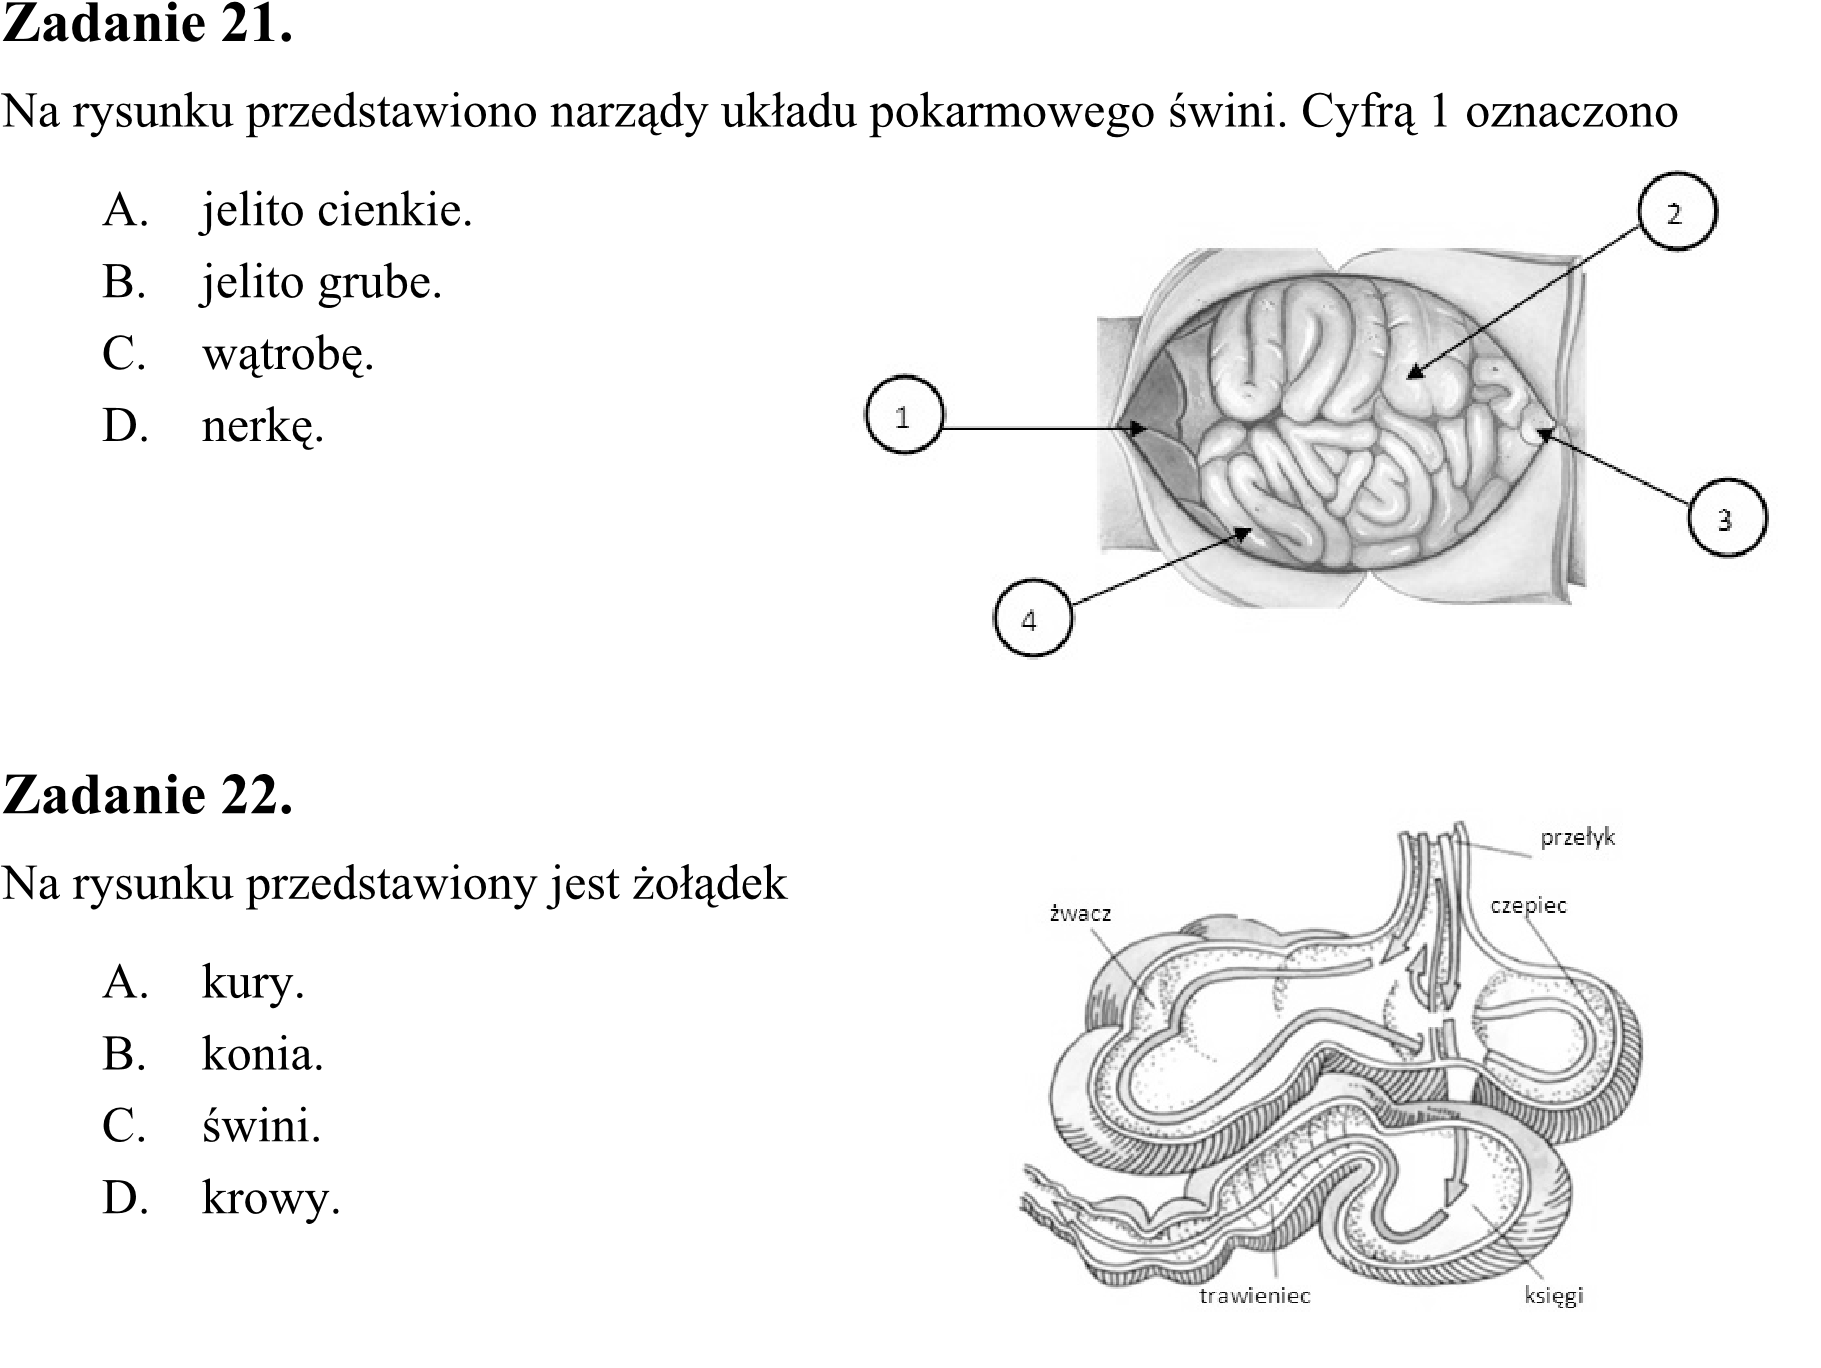 Zadanie 21.
Na rysunku przedstawiono narządy układu pokarmowego świni. Cyfrą 1 oznaczono
A. jelito cienkie.
B. jelito grube.
C. wątrobę.
D. nerkę.
2
1
3
4
Zadanie 22.
Na rysunku przedstawiony jest żołądek
A. kury.
B. konia.
C. świni.
D. krowy.
przełyk
czepiec
żwacz
trawieniec
księgi